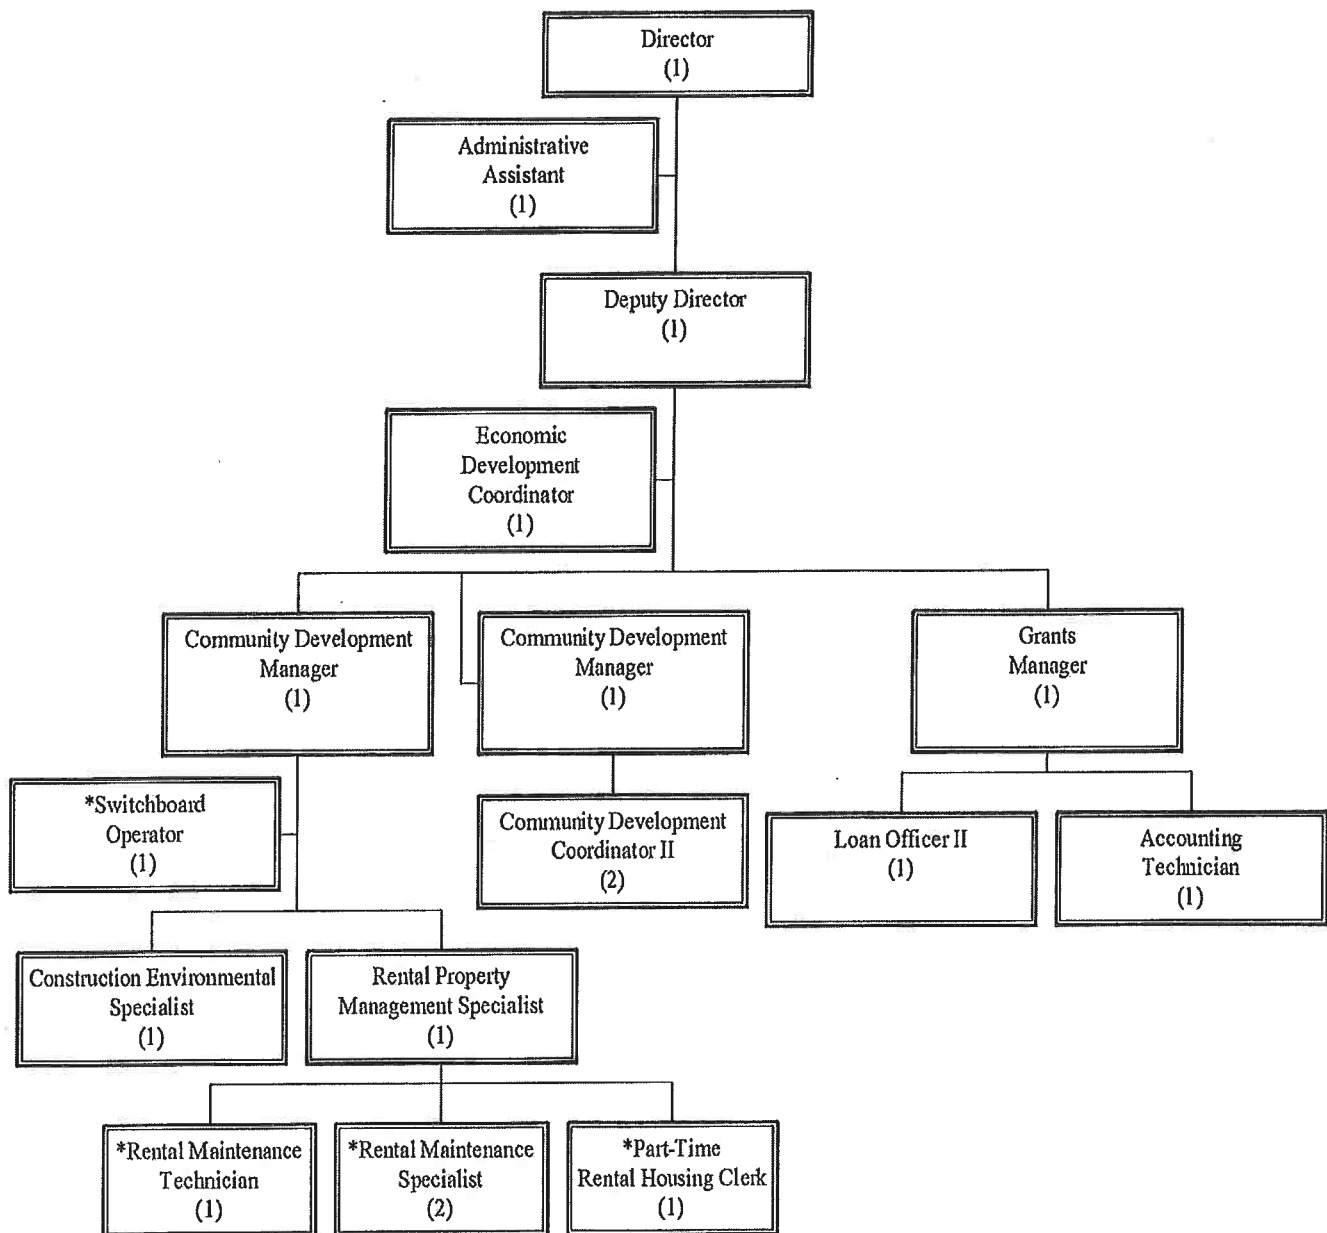 Director
(1)
Administrative
Assistant
(1)
Deputy Director
(1)
Economic
Development
Coordinator
(1)
Community Development
Manager
(1)
Community Development
Manager
(1)
Grants
Manager
(1)
*Switchboard
Operator
(1)
Community Development
Coordinator II
(2)
Loan Officer II
(1)
Accounting
Technician
(1)
Construction Environmental
Specialist
(1)
Rental Property
Management Specialist
(1)
*Rental Maintenance
Technician
(1)
*Rental Maintenance
Specialist
(2)
*Part-Time
Rental Housing Clerk
(1)